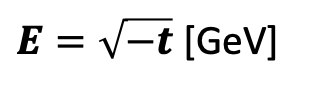 E = √−t [GeV]